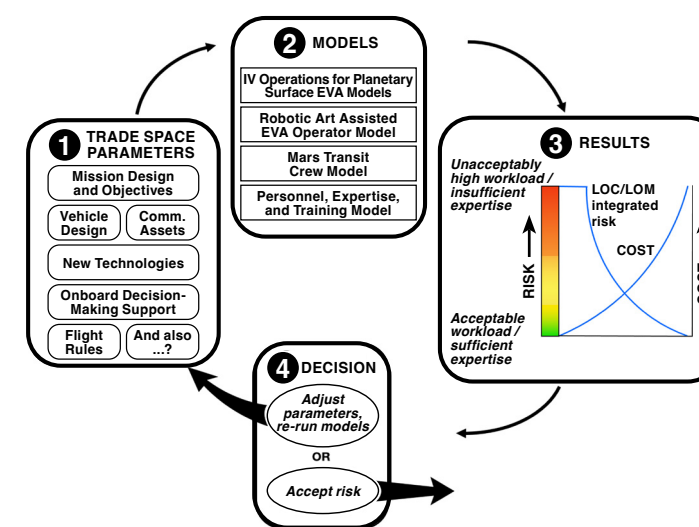 1 TRADE SPACE
PARAMETERS
Mission Design
and Objectives
Vehicle
Design
Comm.
Assets
New Technologies
Onboard Decision-
Making Support
Flight
Rules
And also
...?
2 MODELS
IV Operations for Planetary
Surface EVA Models
Robotic Art Assisted
EVA Operator Model
Mars Transit
Crew Model
Personnel, Expertise,
and Training Model
3 RESULTS
Unacceptably
high workload /
insufficient
expertise
RISK
Acceptable
workload /
sufficient
expertise
LOC/LOM
integrated
risk
COST
4 DECISION
Adjust
parameters,
re-run models
OR
Accept risk